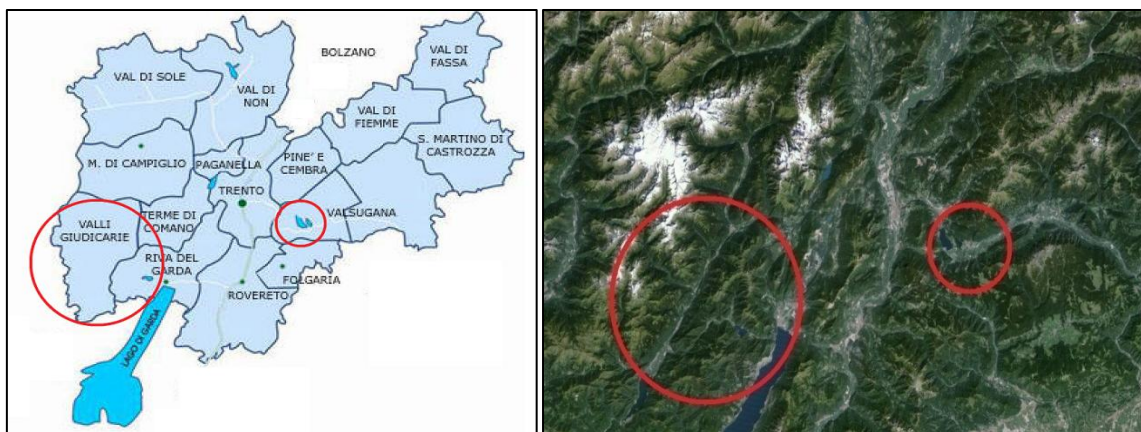 BOLZANO
VAL DI
FASSA
VAL DI SOLE
VAL DI
NON
VAL DI
FIEMME
S. MARTINO DI
CASTROZZA
M. DI CAMPIGLIO
PAGANELLA
PINE' E
CEMBRA
TRENTO
VALLI
GIUDICARIE
TERME DI
COMANO
VALSUGANA
RIVA DEL
GARDA
FOLGARIA
ROVERETO
LAGO DI GARDA